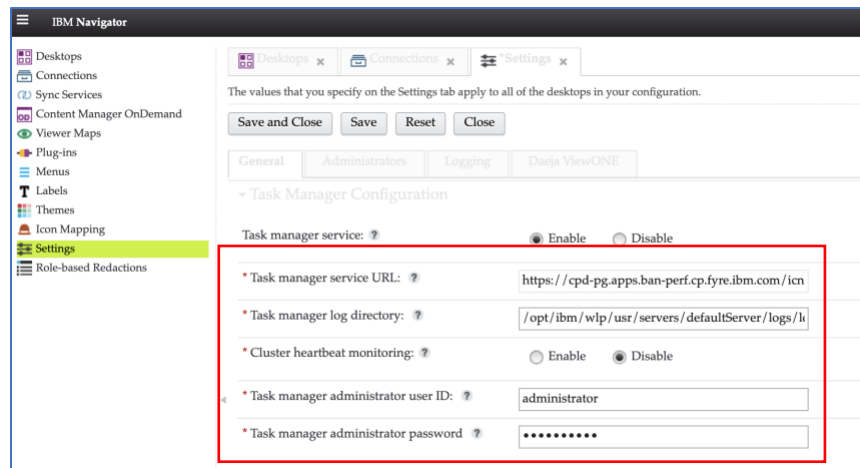 IBM Navigator
Desktops
Connections
Sync Services
Content Manager OnDemand
Viewer Maps
Plug-ins
Menus
Labels
Themes
Icon Mapping
Settings
Role-based Redactions
Desktops x Connections x *Settings x
The values that you specify on the Settings tab apply to all of the desktops in your configuration.
Save and Close Save Reset Close
General Administrators Logging Daeja ViewONE
Task Manager Configuration
Task manager service: ? Enable Disable
* Task manager service URL: ? https://cpd-pg.apps.ban-perf.cp.fyre.ibm.com/icn
* Task manager log directory: ? /opt/ibm/wlp/usr/servers/defaultServer/logs/
* Cluster heartbeat monitoring: ? Enable Disable
* Task manager administrator user ID: ? administrator
* Task manager administrator password ? ••••••••••